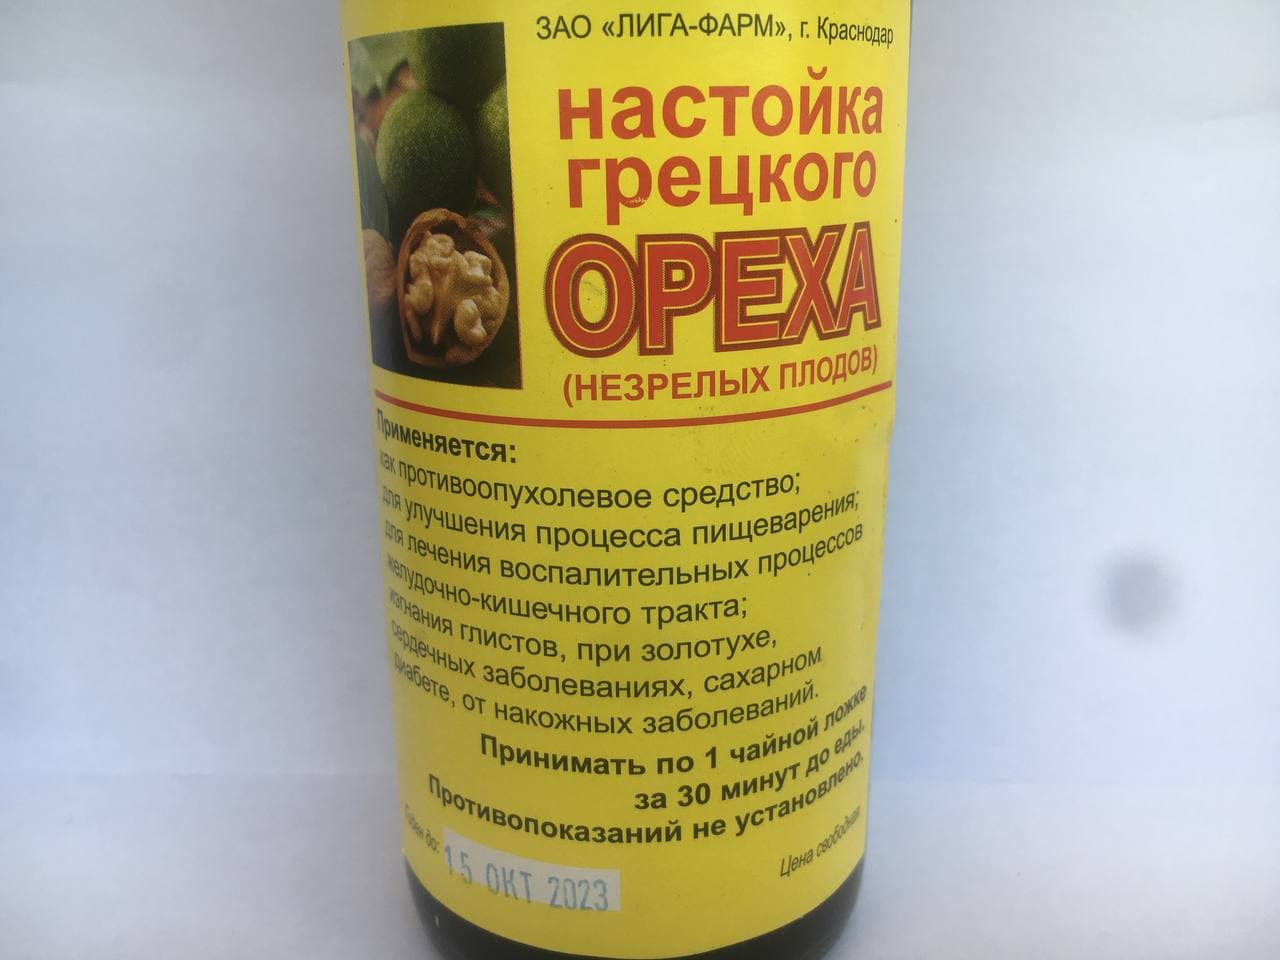 ЗАО «ЛИГА-ФАРМ», г. Краснодар
настойка
грецкого
ОРЕХА
(НЕЗРЕЛЫХ ПЛОДОВ)
Применяется:
как противоопухолевое средство;
для улучшения процесса пищеварения;
для лечения воспалительных процессов
желудочно-кишечного тракта;
изгнания глистов, при золотухе,
сердечных заболеваниях, сахарном
диабете, от накожных заболеваний.
Принимать по 1 чайной ложке
за 30 минут до еды.
Противопоказаний не установлено.
Годен до: 15 ОКТ 2023
Цена свободная